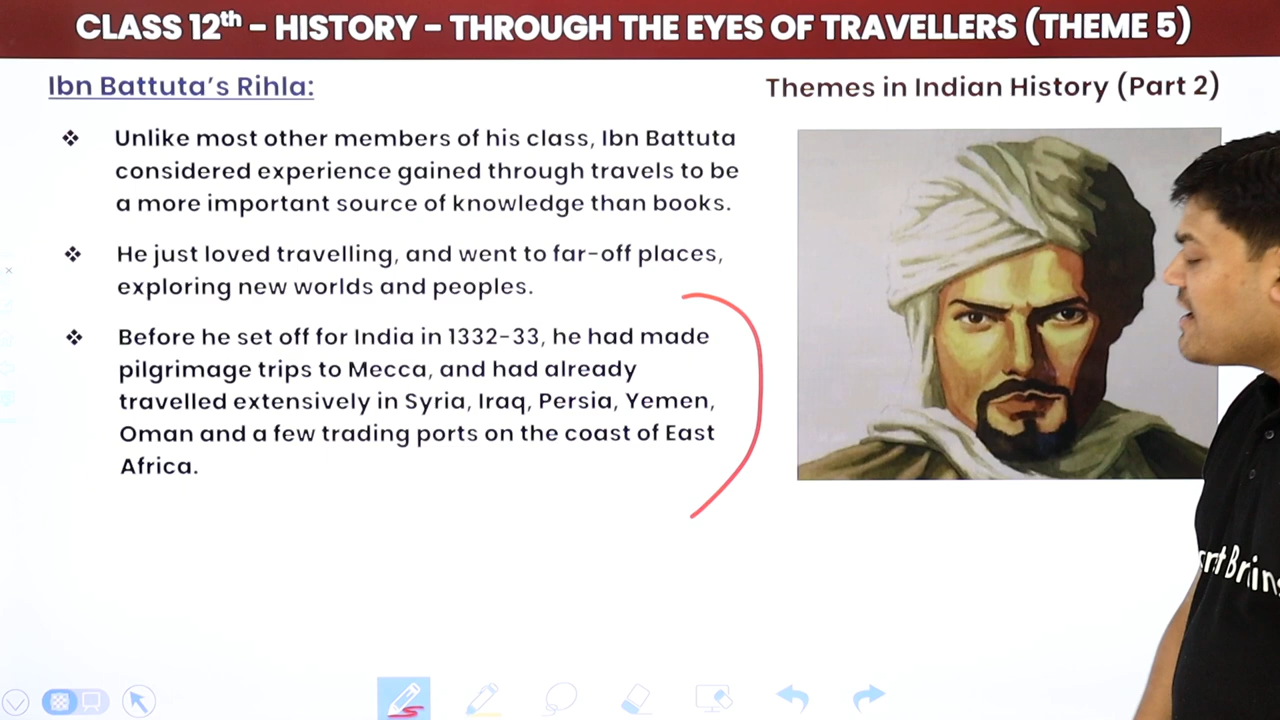 CLASS 12th – HISTORY – THROUGH THE EYES OF TRAVELLERS (THEME 5)
Ibn Battuta's Rihla:
Themes in Indian History (Part 2)
❖ Unlike most other members of his class, Ibn Battuta
considered experience gained through travels to be
a more important source of knowledge than books.
❖ He just loved travelling, and went to far-off places,
exploring new worlds and peoples.
❖ Before he set off for India in 1332-33, he had made
pilgrimage trips to Mecca, and had already
travelled extensively in Syria, Iraq, Persia, Yemen,
Oman and a few trading ports on the coast of East
Africa.